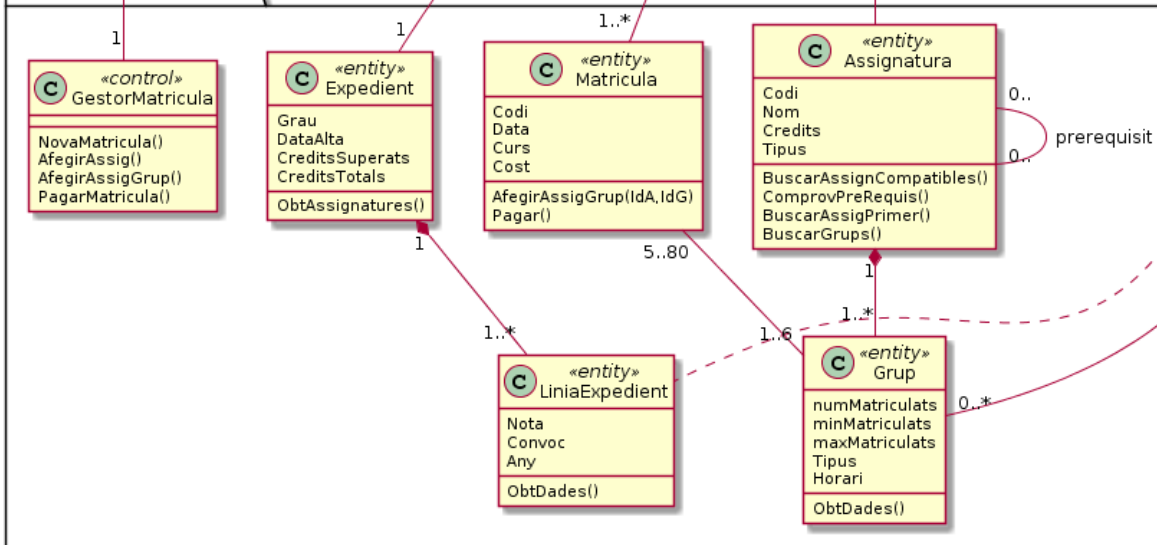 1
C
«control»
GestorMatricula
NovaMatricula()
AfegirAssig()
AfegirAssigGrup()
PagarMatricula()
1
C
«entity»
Expedient
Grau
DataAlta
CreditsSuperats
CreditsTotals
ObtAssignatures()
1
1..*
C
«entity»
Matricula
Codi
Data
Curs
Cost
AfegirAssigGrup(IdA,IdG)
Pagar()
5..80
C
«entity»
Assignatura
Codi
Nom
Credits
Tipus
BuscarAssignCompatibles()
ComprovPreRequis()
BuscarAssigPrimer()
BuscarGrups()
0..
prerequisit
0..
1
1..*
1..6
1..*
C
«entity»
LiniaExpedient
Nota
Convoc
Any
ObtDades()
C
«entity»
Grup
numMatriculats
minMatriculats
maxMatriculats
Tipus
Horari
ObtDades()
0..*